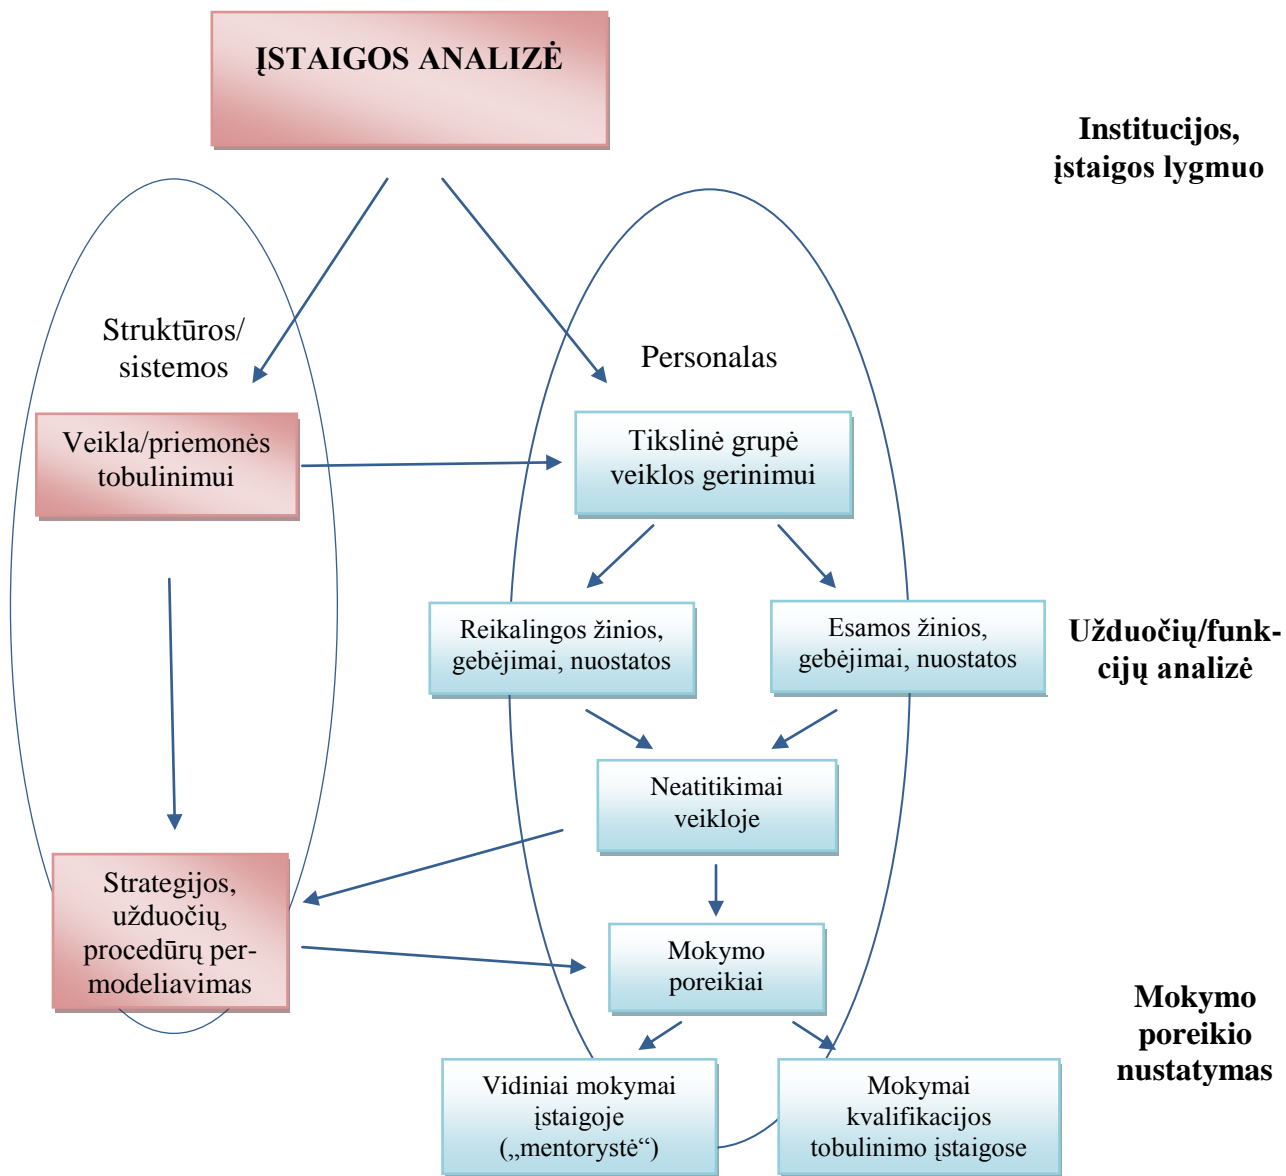 ĮSTAIGOS ANALIZĖ
Institucijos,
įstaigos lygmuo
Struktūros/
sistemos
Personalas
Veikla/priemonės
tobulinimui
Tikslinė grupė
veiklos gerinimui
Reikalingos žinios,
gebėjimai, nuostatos
Esamos žinios,
gebėjimai, nuostatos
Užduočių/funk-
cijų analizė
Neatitikimai
veikloje
Strategijos,
užduočių,
procedūrų per-
modeliavimas
Mokymo
poreikiai
Mokymo
poreikio
nustatymas
Vidiniai mokymai
įstaigoje
(„mentorystė“)
Mokymai
kvalifikacijos
tobulinimo įstaigose